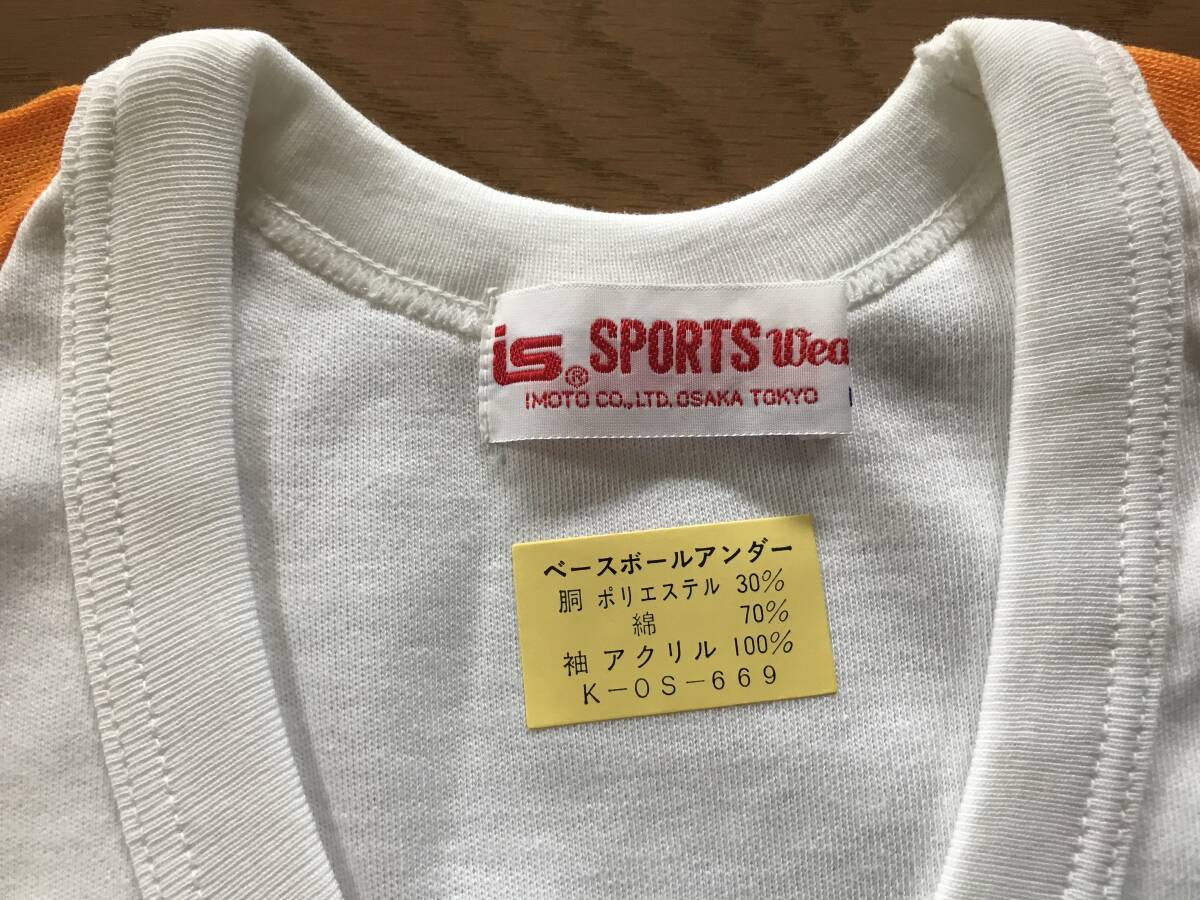 is® SPORTS Wea
IMOTO CO., LTD. OSAKA TOKYO
ベースボールアンダー
胴 ポリエステル 30%
綿 70%
袖 アクリル 100%
K-OS-669